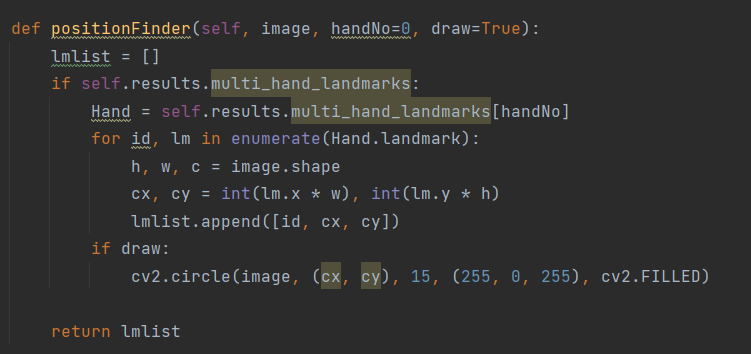 def positionFinder(self, image, handNo=0, draw=True):
    lmlist = []
    if self.results.multi_hand_landmarks:
        Hand = self.results.multi_hand_landmarks[handNo]
        for id, lm in enumerate(Hand.landmark):
            h, w, c = image.shape
            cx, cy = int(lm.x * w), int(lm.y * h)
            lmlist.append([id, cx, cy])
        if draw:
            cv2.circle(image, (cx, cy), 15, (255, 0, 255), cv2.FILLED)
    return lmlist